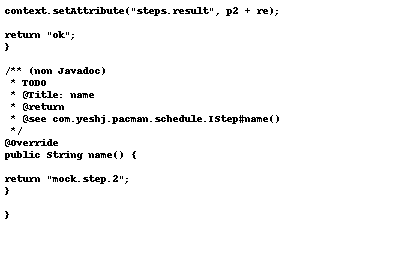 context.setAttribute("steps.result", p2 + re);
return "ok";
}
/** (non Javadoc)
* TODO
* @Title: name
* @return
* @see com.yeshj.pacman.schedule.IStep#name()
*/
@Override
public String name() {
return "mock.step.2";
}
}